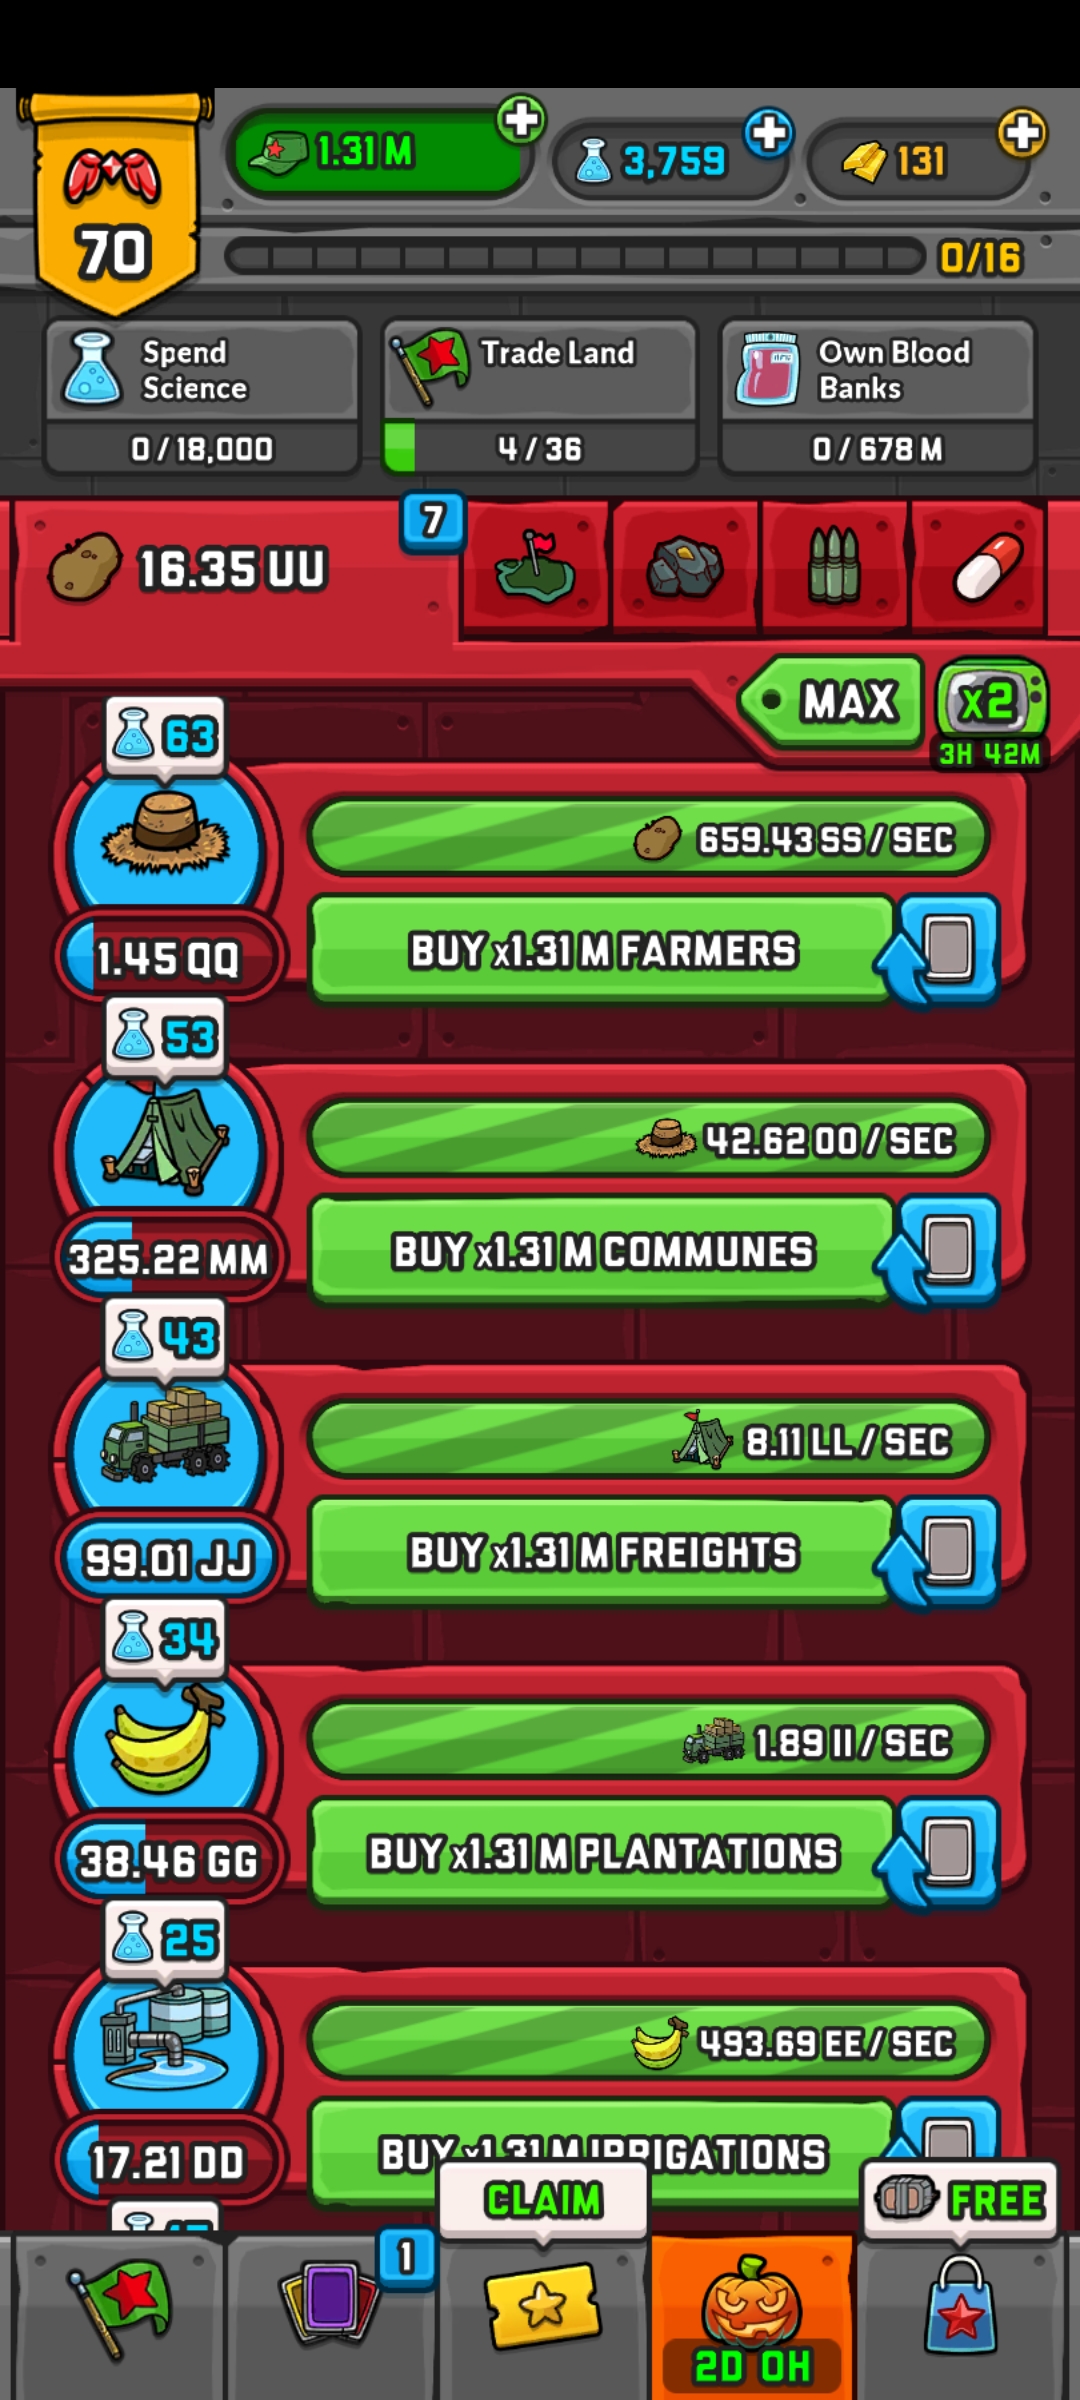 70
1.31 M
3,759
131
0/16
Spend
Science
0 / 18,000
Trade Land
4 / 36
Own Blood
Banks
0 / 678 M
16.35 UU
7
MAX
x2
3H 42M
63
659.43 SS / SEC
1.45 QQ
BUY x1.31 M FARMERS
53
42.62 OO / SEC
325.22 MM
BUY x1.31 M COMMUNES
43
8.11 LL / SEC
99.01 JJ
BUY x1.31 M FREIGHTS
34
1.89 II / SEC
38.46 GG
BUY x1.31 M PLANTATIONS
25
493.69 EE / SEC
17.21 DD
BUY x1.31 M IRRIGATIONS
CLAIM
FREE
1
2D 0H